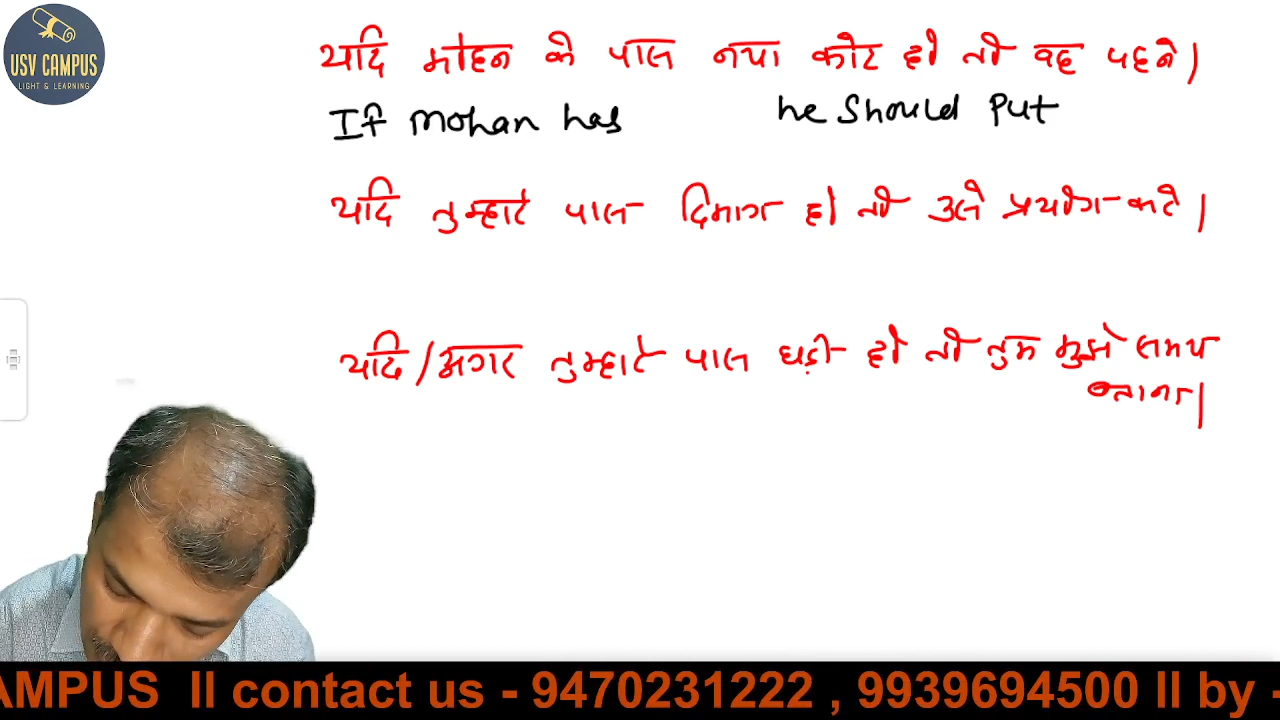 USV CAMPUS
LIGHT & LEARNING
यदि मोहन के पास नया कोट हो तो वह पहने।
If Mohan has he Should Put
यदि तुम्हारे पास दिमाग हो तो उसे प्रयोग करो।
यदि/अगर तुम्हारे पास घड़ी हो तो तुम मुझे समय
बताना।
AMPUS ll contact us - 9470231222 , 9939694500 ll by -